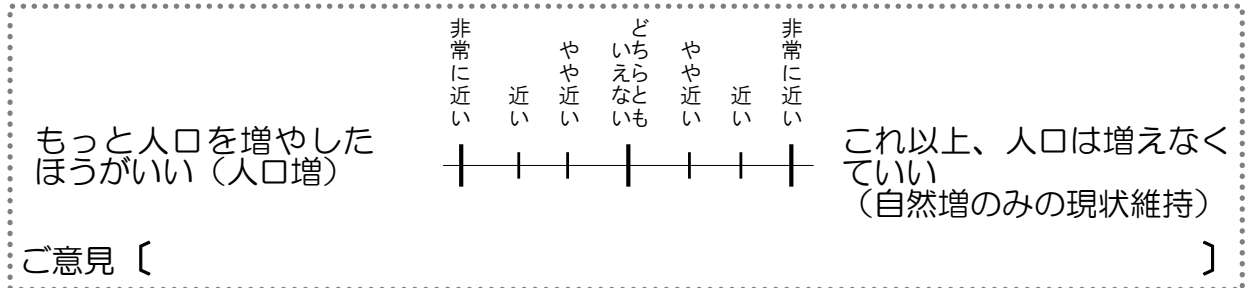 非常に近い
近い
やや近い
どちらとも
いえない
やや近い
近い
非常に近い
もっと人口を増やした
ほうがいい（人口増）
これ以上、人口は増えなく
ていい
（自然増のみの現状維持）
ご意見〔 〕